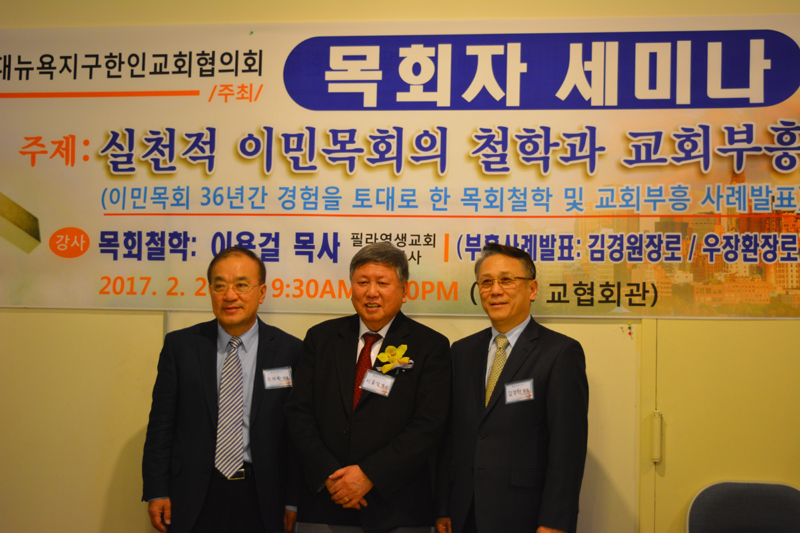 대뉴욕지구한인교회협의회
/주최/
목회자 세미나
주제: 실천적 이민목회의 철학과 교회부흥
(이민목회 36년간 경험을 토대로 한 목회철학 및 교회부흥 사례발표
강사 목회철학: 이용걸 목사 필라영생교회 (부흥사례발표: 김경원장로 / 우장환장로
2017. 2. 9:30AM 교협회관)